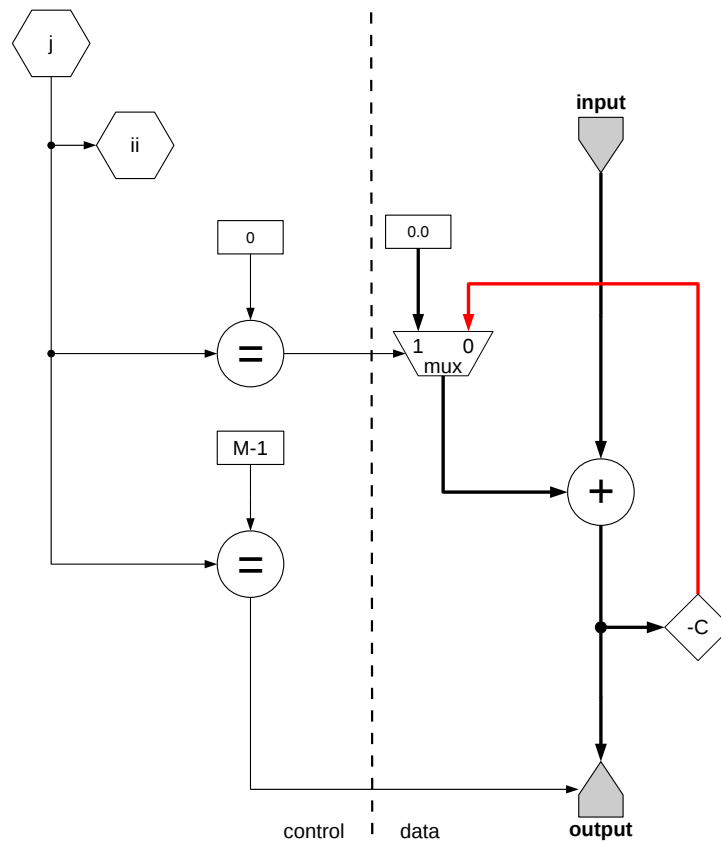 j
ii
input
0
0.0
=
1 0
mux
M-1
+
=
-C
control
data
output